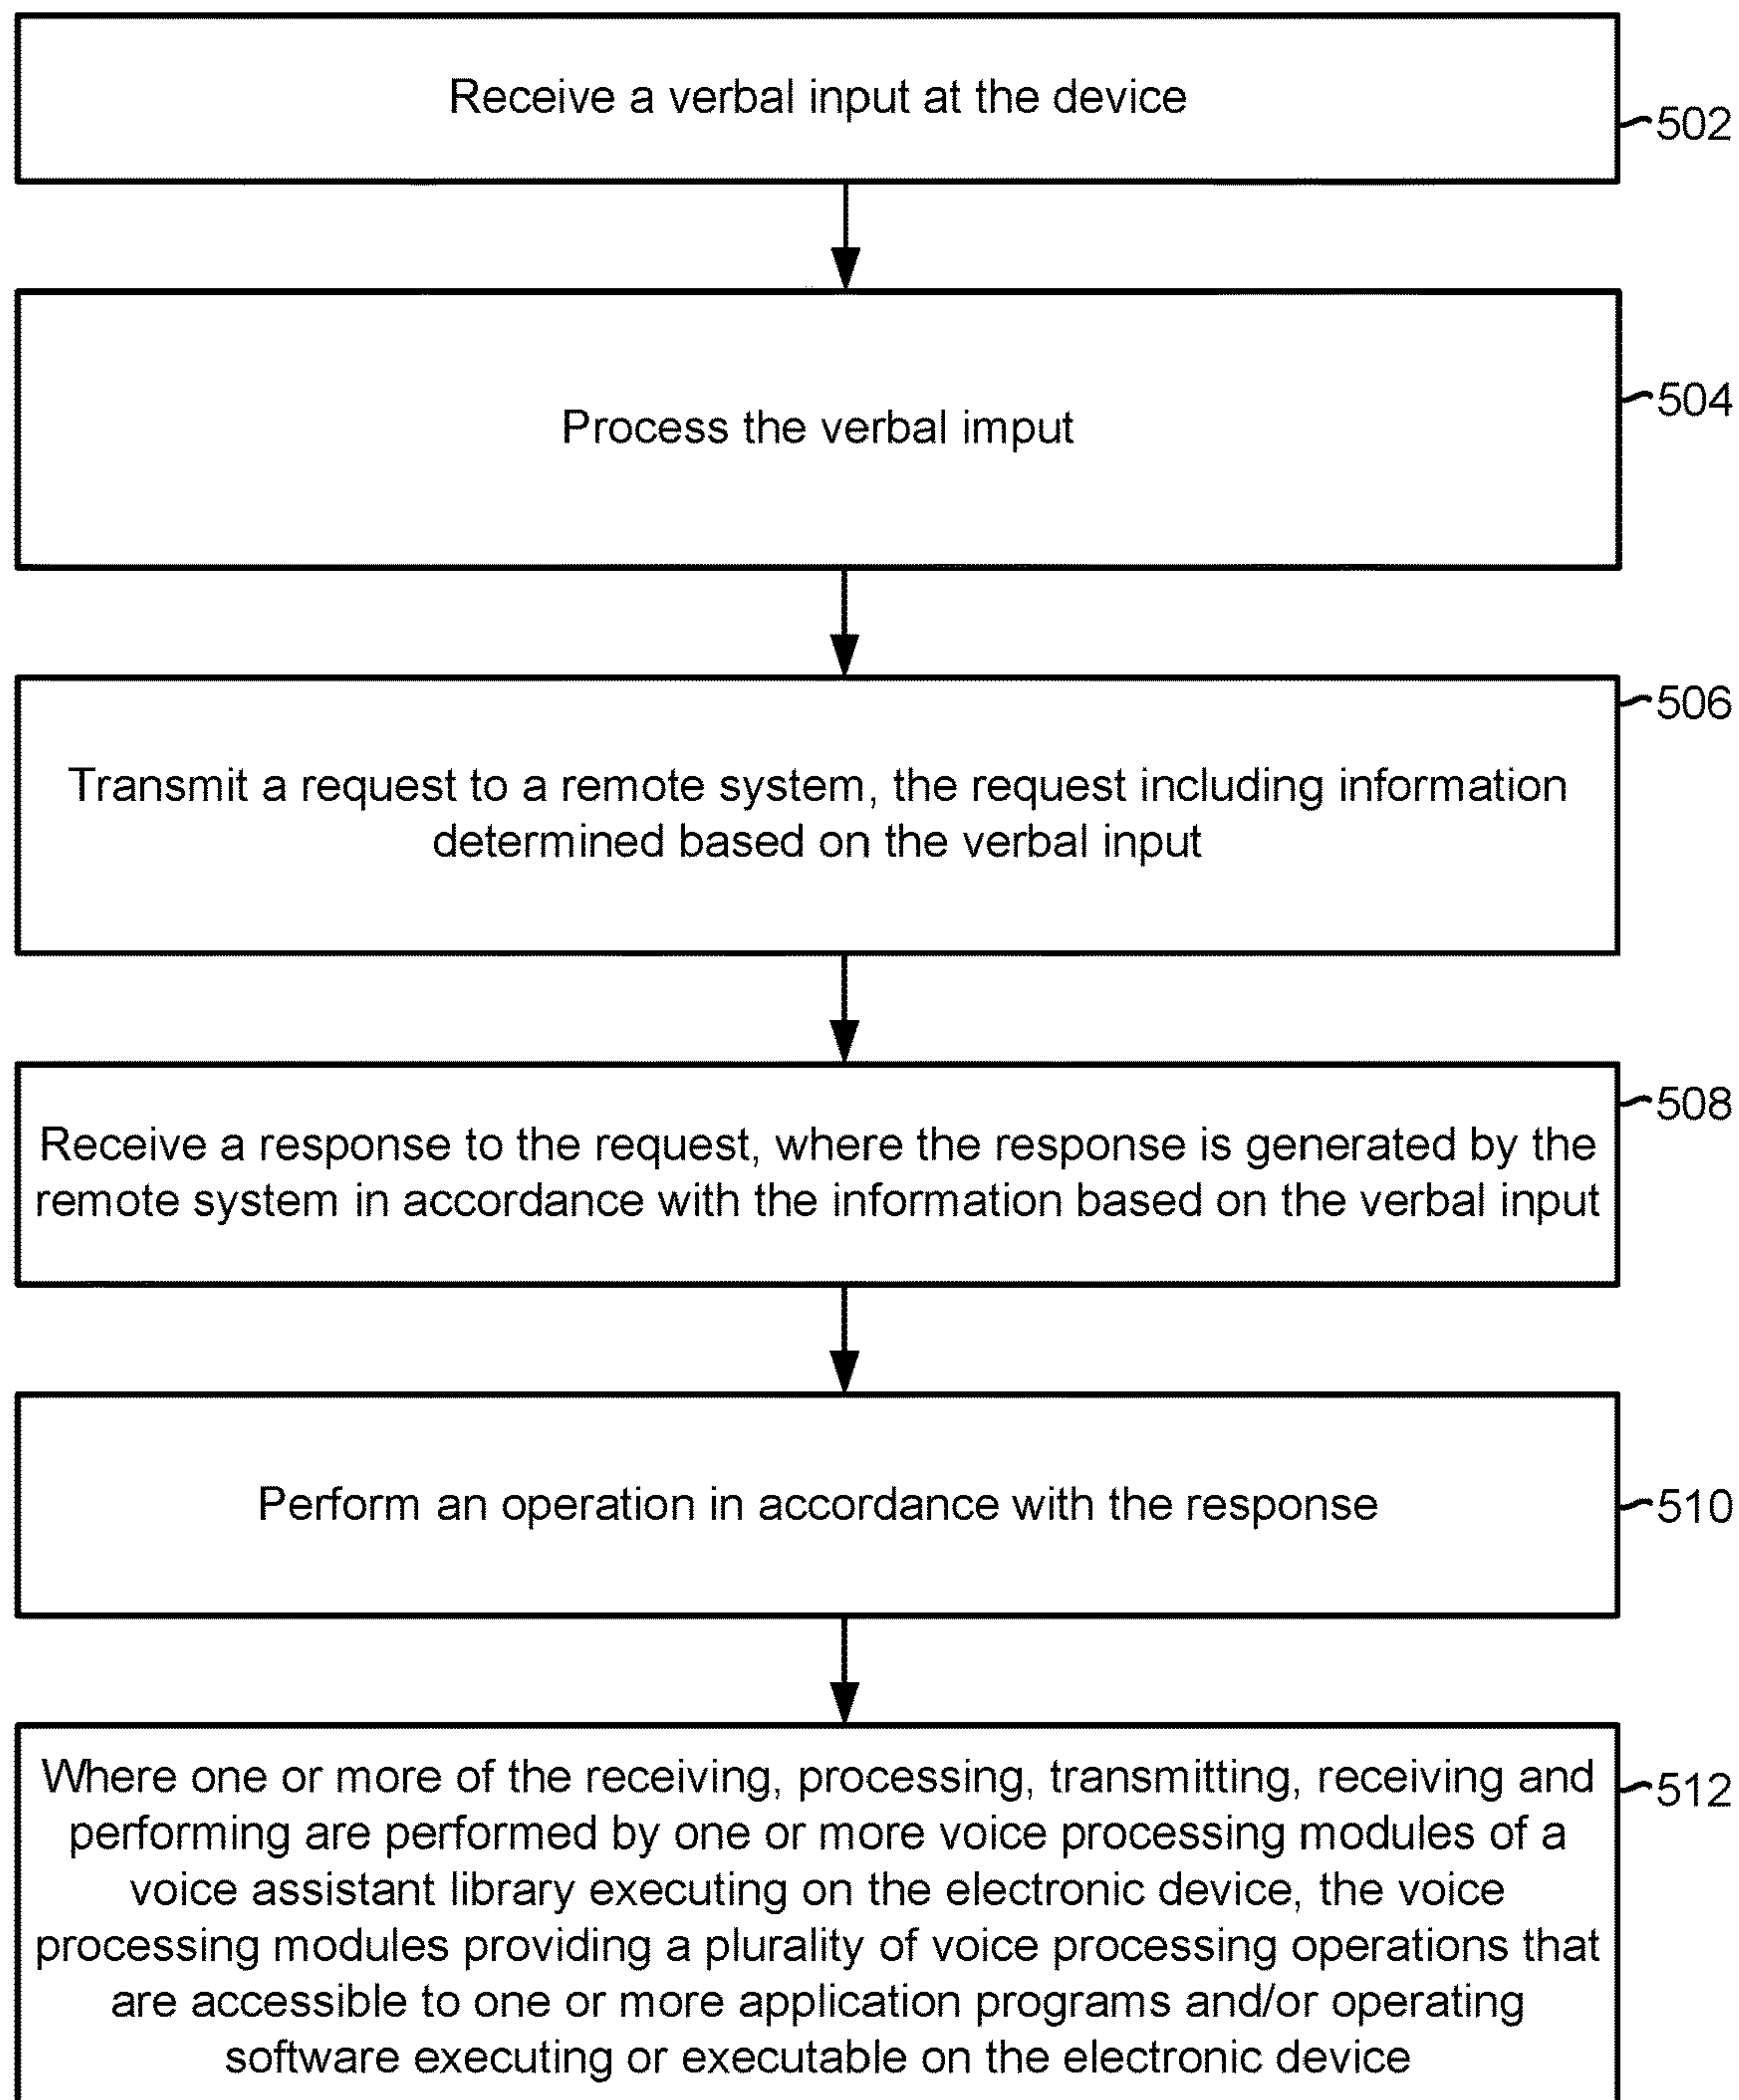 Receive a verbal input at the device
502
Process the verbal imput
504
506
Transmit a request to a remote system, the request including information
determined based on the verbal input
508
Receive a response to the request, where the response is generated by the
remote system in accordance with the information based on the verbal input
Perform an operation in accordance with the response
510
Where one or more of the receiving, processing, transmitting, receiving and
512
performing are performed by one or more voice processing modules of a
voice assistant library executing on the electronic device, the voice
processing modules providing a plurality of voice processing operations that
are accessible to one or more application programs and/or operating
software executing or executable on the electronic device